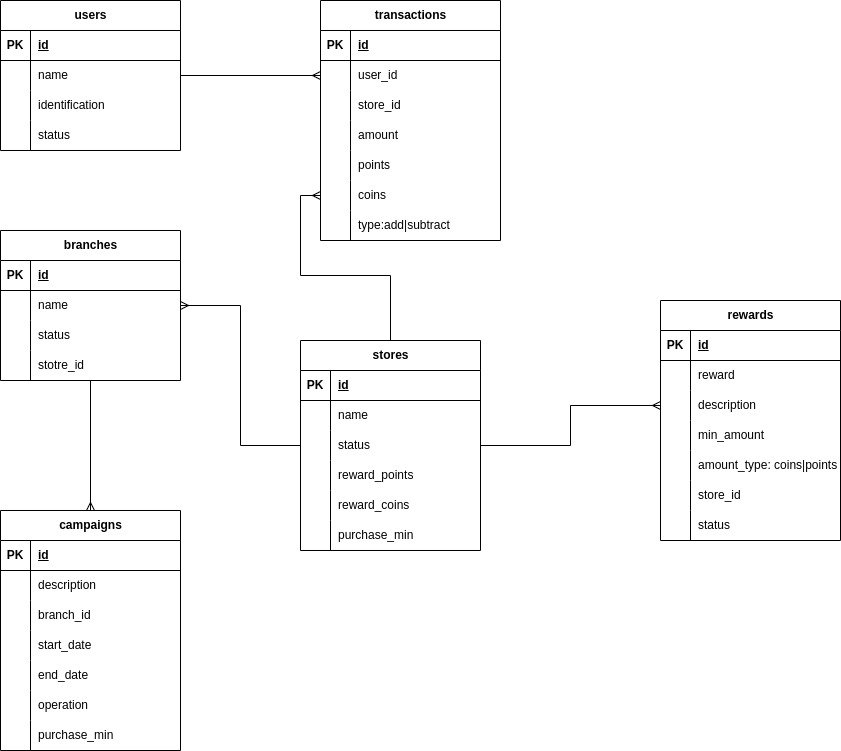 users
PK id
name
identification
status
transactions
PK id
user_id
store_id
amount
points
coins
type:add|subtract
branches
PK id
name
status
stotre_id
stores
PK id
name
status
reward_points
reward_coins
purchase_min
rewards
PK id
reward
description
min_amount
amount_type: coins|points
store_id
status
campaigns
PK id
description
branch_id
start_date
end_date
operation
purchase_min